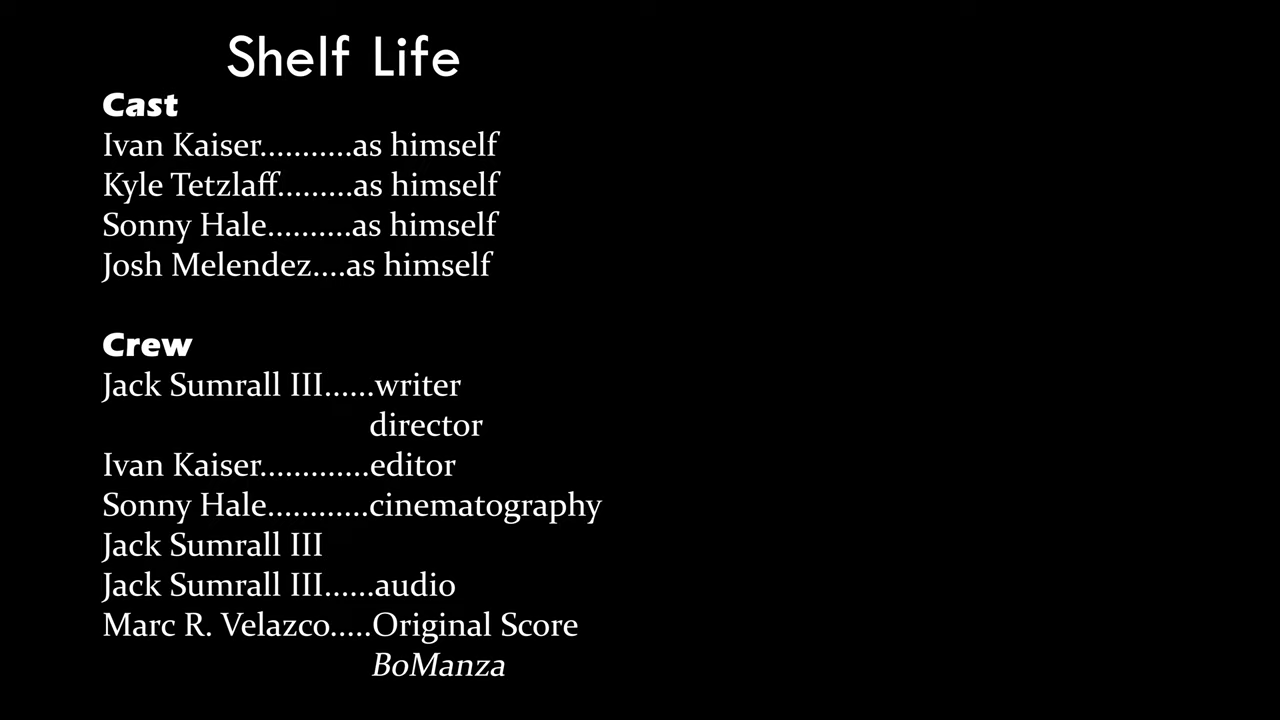 Shelf Life
Cast
Ivan Kaiser...........as himself
Kyle Tetzlaff.........as himself
Sonny Hale..........as himself
Josh Melendez....as himself
Crew
Jack Sumrall III......writer
director
Ivan Kaiser.............editor
Sonny Hale............cinematography
Jack Sumrall III
Jack Sumrall III......audio
Marc R. Velazco.....Original Score
BoManza